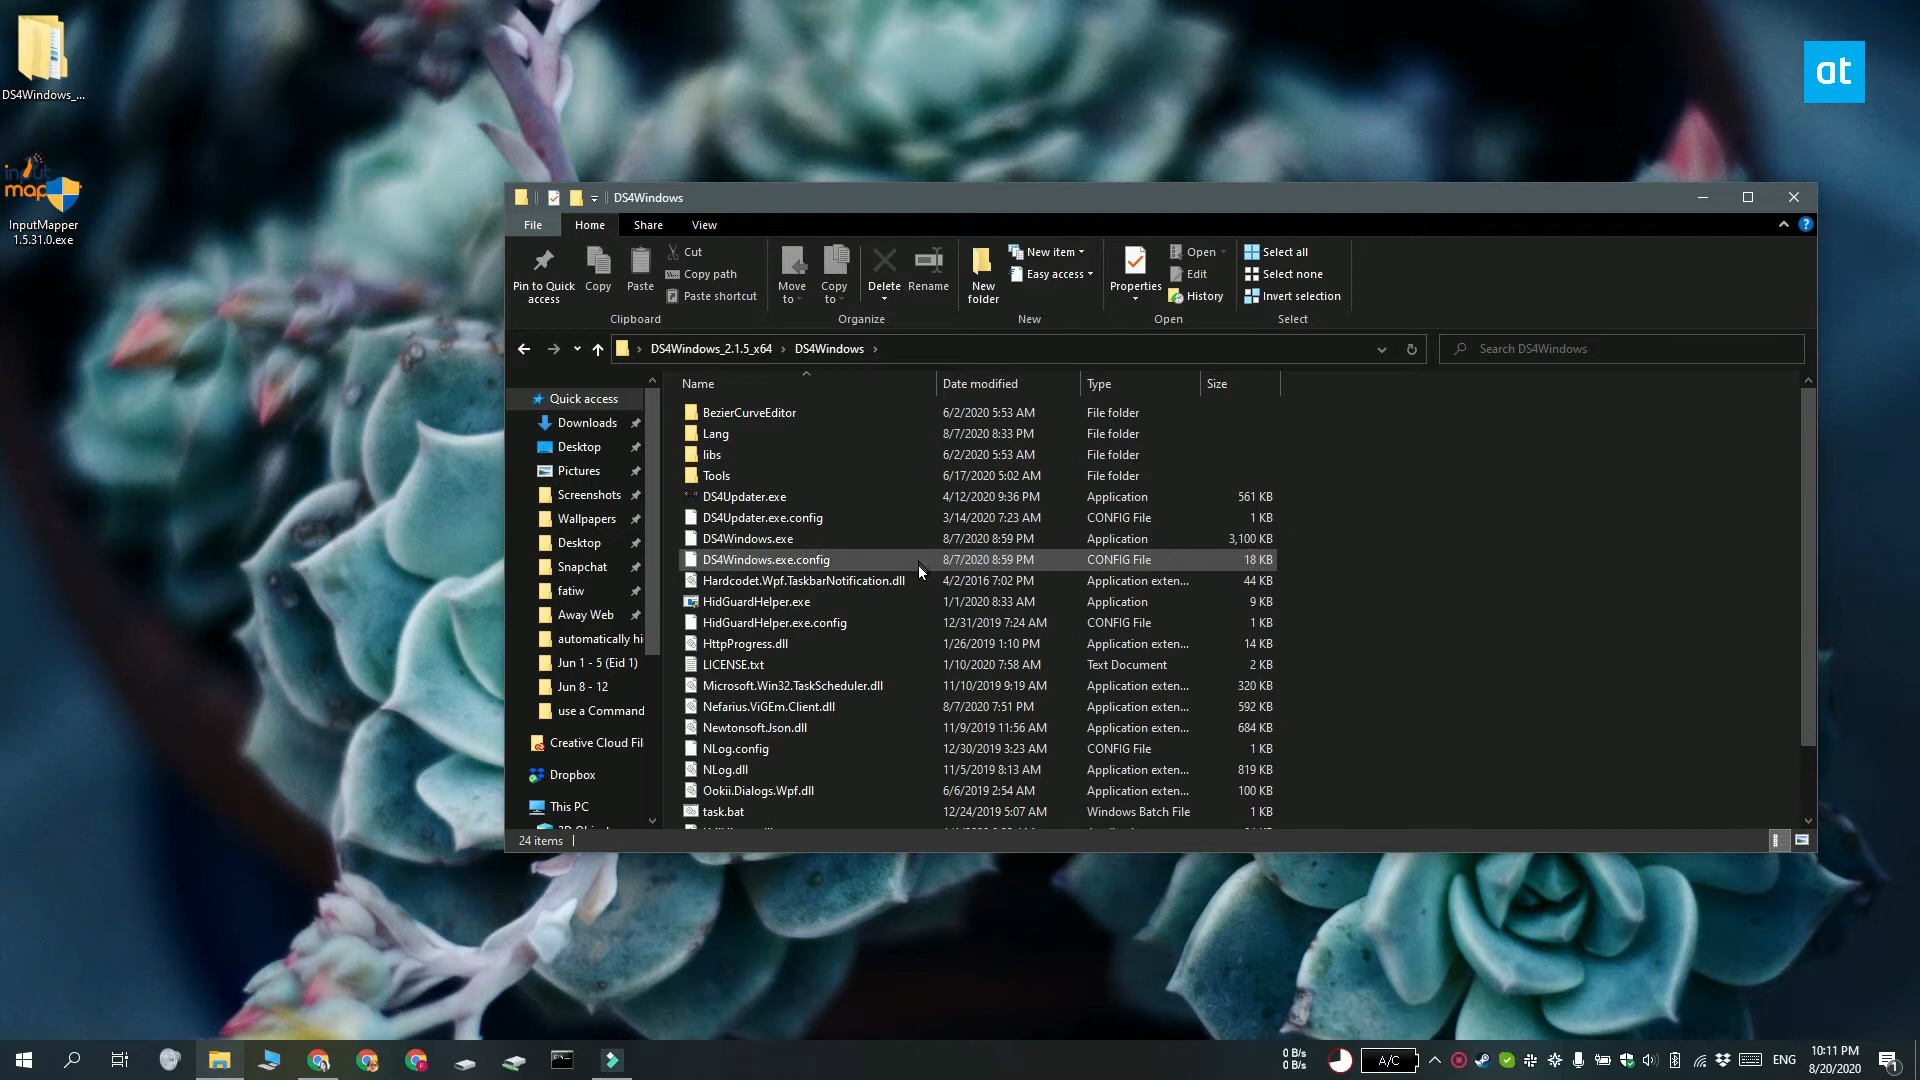 DS4Windows_...
input
map
InputMapper
1.5.31.0.exe
at
DS4Windows
File Home Share View
Pin to Quick access
Copy
Paste
Cut
Copy path
Paste shortcut
Clipboard
Move to
Copy to
Delete
Rename
Organize
New folder
New item
Easy access
New
Properties
Open
Edit
History
Open
Select all
Select none
Invert selection
Select
DS4Windows_2.1.5_x64 > DS4Windows >
Search DS4Windows
Quick access
Downloads
Desktop
Pictures
Screenshots
Wallpapers
Desktop
Snapchat
fatiw
Away Web
automatically hi
Jun 1 - 5 (Eid 1)
Jun 8 - 12
use a Command
Creative Cloud Fil
Dropbox
This PC
Name Date modified Type Size
BezierCurveEditor 6/2/2020 5:53 AM File folder
Lang 8/7/2020 8:33 PM File folder
libs 6/2/2020 5:53 AM File folder
Tools 6/17/2020 5:02 AM File folder
DS4Updater.exe 4/12/2020 9:36 PM Application 561 KB
DS4Updater.exe.config 3/14/2020 7:23 AM CONFIG File 1 KB
DS4Windows.exe 8/7/2020 8:59 PM Application 3,100 KB
DS4Windows.exe.config 8/7/2020 8:59 PM CONFIG File 18 KB
Hardcodet.Wpf.TaskbarNotification.dll 4/2/2016 7:02 PM Application exten... 44 KB
HidGuardHelper.exe 1/1/2020 8:33 AM Application 9 KB
HidGuardHelper.exe.config 12/31/2019 7:24 AM CONFIG File 1 KB
HttpProgress.dll 1/26/2019 1:10 PM Application exten... 14 KB
LICENSE.txt 1/10/2020 7:58 AM Text Document 2 KB
Microsoft.Win32.TaskScheduler.dll 11/10/2019 9:19 AM Application exten... 320 KB
Nefarius.ViGEm.Client.dll 8/7/2020 7:51 PM Application exten... 592 KB
Newtonsoft.Json.dll 11/9/2019 11:56 AM Application exten... 684 KB
NLog.config 12/30/2019 3:23 AM CONFIG File 1 KB
NLog.dll 11/5/2019 8:13 AM Application exten... 819 KB
Ookii.Dialogs.Wpf.dll 6/6/2019 2:54 AM Application exten... 100 KB
task.bat 12/24/2019 5:07 AM Windows Batch File 1 KB
24 items
0 B/s
0 B/s
A/C
ENG
10:11 PM
8/20/2020
1